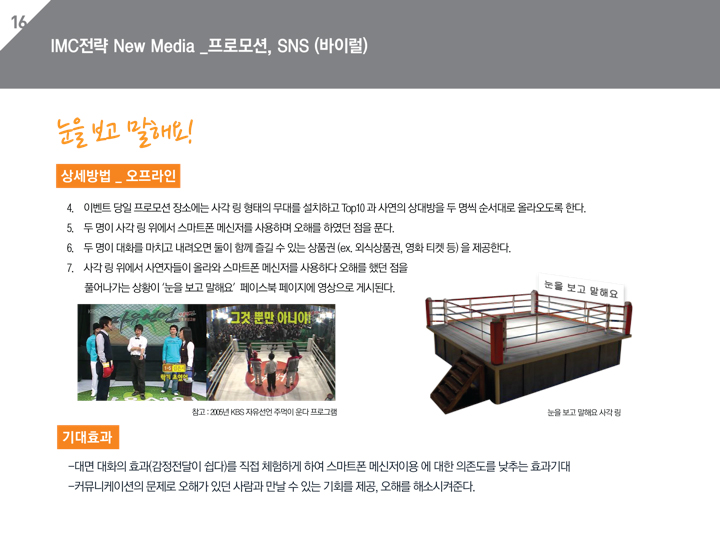 16
IMC전략 New Media _프로모션, SNS (바이럴)
눈을 보고 말해요!
상세방법 _ 오프라인
4. 이벤트 당일 프로모션 장소에는 사각 링 형태의 무대를 설치하고 Top10 과 사연의 상대방을 두 명씩 순서대로 올라오도록 한다.
5. 두 명이 사각 링 위에서 스마트폰 메신저를 사용하며 오해를 하였던 점을 푼다.
6. 두 명이 대화를 마치고 내려오면 둘이 함께 즐길 수 있는 상품권 (ex. 외식상품권, 영화 티켓 등) 을 제공한다.
7. 사각 링 위에서 사연자들이 올라와 스마트폰 메신저를 사용하다 오해를 했던 점을
풀어나가는 상황이 '눈을 보고 말해요' 페이스북 페이지에 영상으로 게시된다.
눈을 보고 말해요
자유선언
그것 뿐만 아니야!
참고 : 2005년 KBS 자유선언 주먹이 운다 프로그램
눈을 보고 말해요 사각 링
기대효과
-대면 대화의 효과(감정전달이 쉽다)를 직접 체험하게 하여 스마트폰 메신저이용 에 대한 의존도를 낮추는 효과기대
-커뮤니케이션의 문제로 오해가 있던 사람과 만날 수 있는 기회를 제공, 오해를 해소시켜준다.